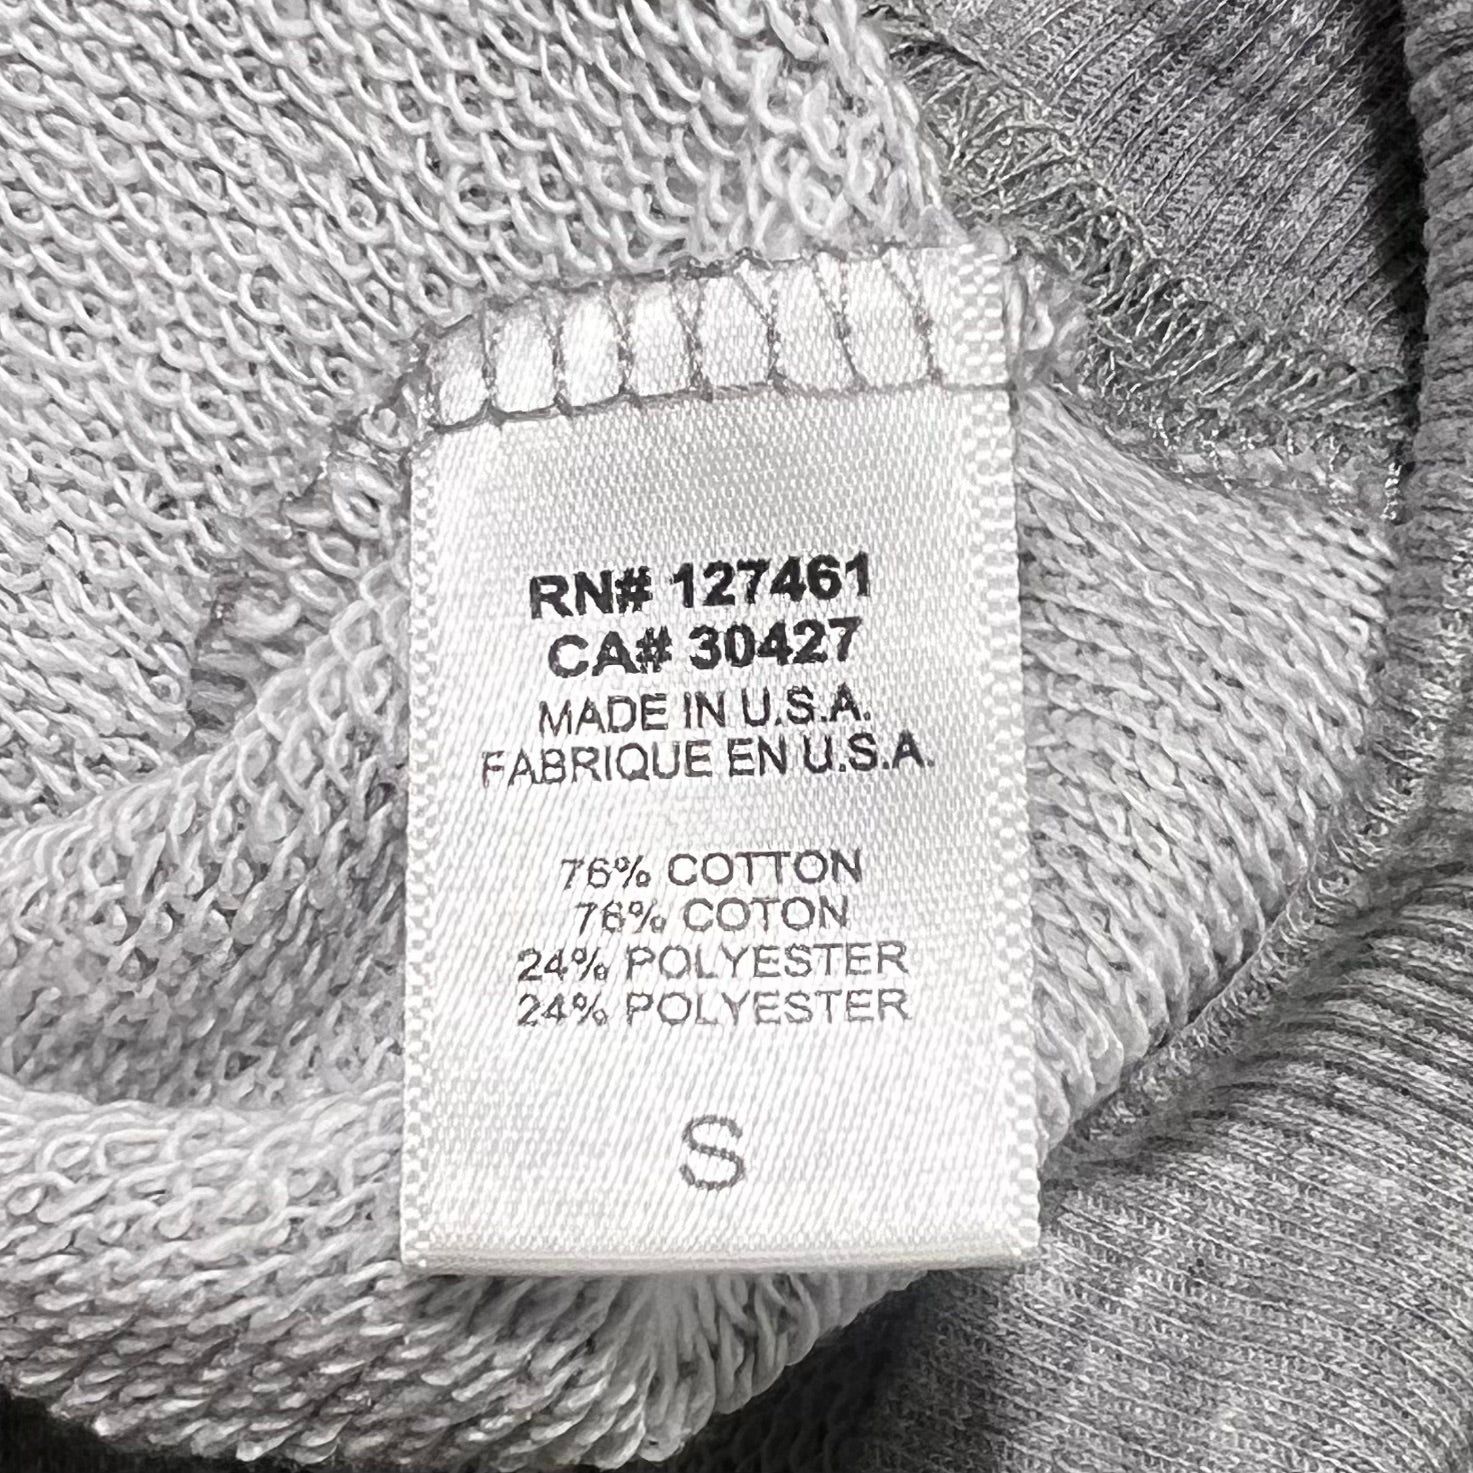 RN# 127461
CA# 30427
MADE IN U.S.A.
FABRIQUE EN U.S.A.
76% COTTON
76% COTON
24% POLYESTER
24% POLYESTER
S